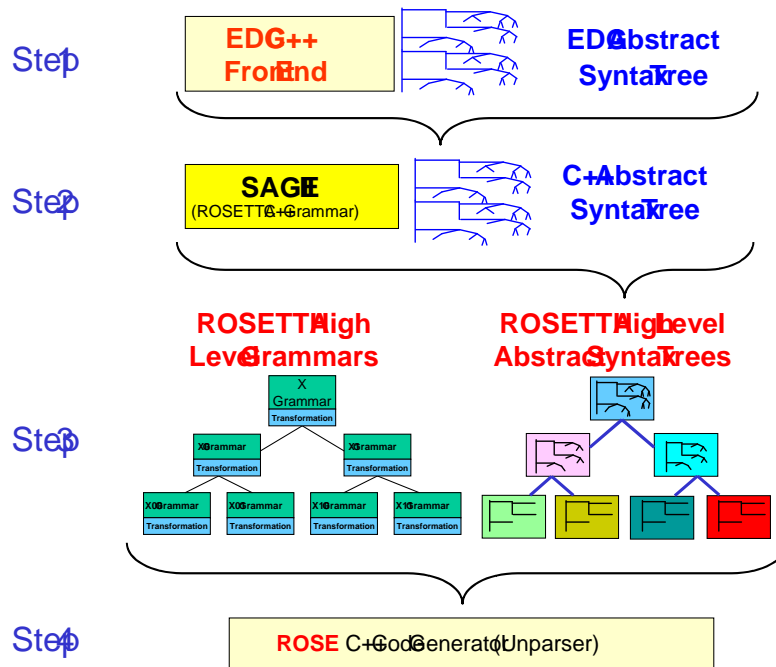 Step 1
EDG C++
Front End
EDG Abstract
Syntax Tree
Step 2
SAGE II
(ROSETTA C++ Grammar)
C++ Abstract
Syntax Tree
ROSETTA High
Level Grammars
ROSETTA High Level
Abstract Syntax Trees
Step 3
X
Grammar
Transformation
X0 Grammar
Transformation
Grammar
Transformation
Grammar
Transformation
Grammar
Transformation
Grammar
Transformation
Grammar
Transformation
Step 4
ROSE C++ Code Generator (Unparser)